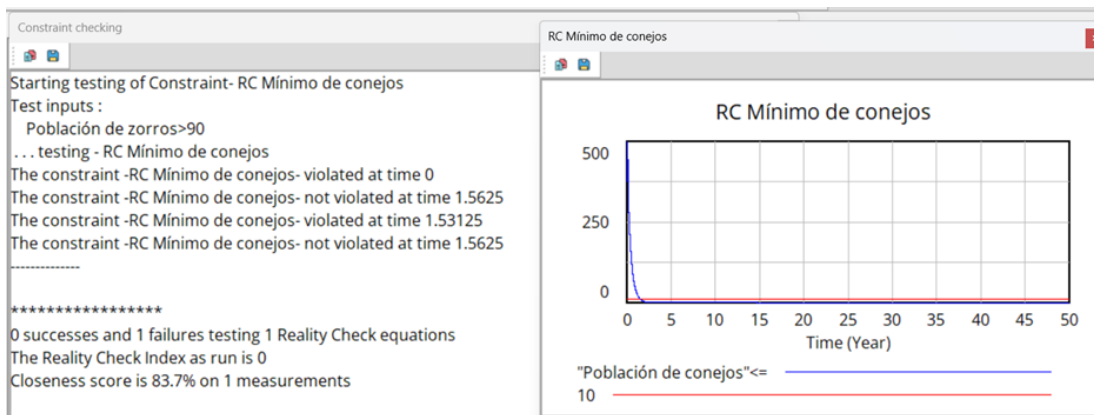 Constraint checking
Starting testing of Constraint- RC Mínimo de conejos
Test inputs :
Población de zorros>90
. . . testing - RC Mínimo de conejos
The constraint -RC Mínimo de conejos- violated at time 0
The constraint -RC Mínimo de conejos- not violated at time 1.5625
The constraint -RC Mínimo de conejos- violated at time 1.53125
The constraint -RC Mínimo de conejos- not violated at time 1.5625
--------------
*****************
0 successes and 1 failures testing 1 Reality Check equations
The Reality Check Index as run is 0
Closeness score is 83.7% on 1 measurements
RC Mínimo de conejos
RC Mínimo de conejos
500
250
0
0 5 10 15 20 25 30 35 40 45 50
Time (Year)
"Población de conejos"<=
10